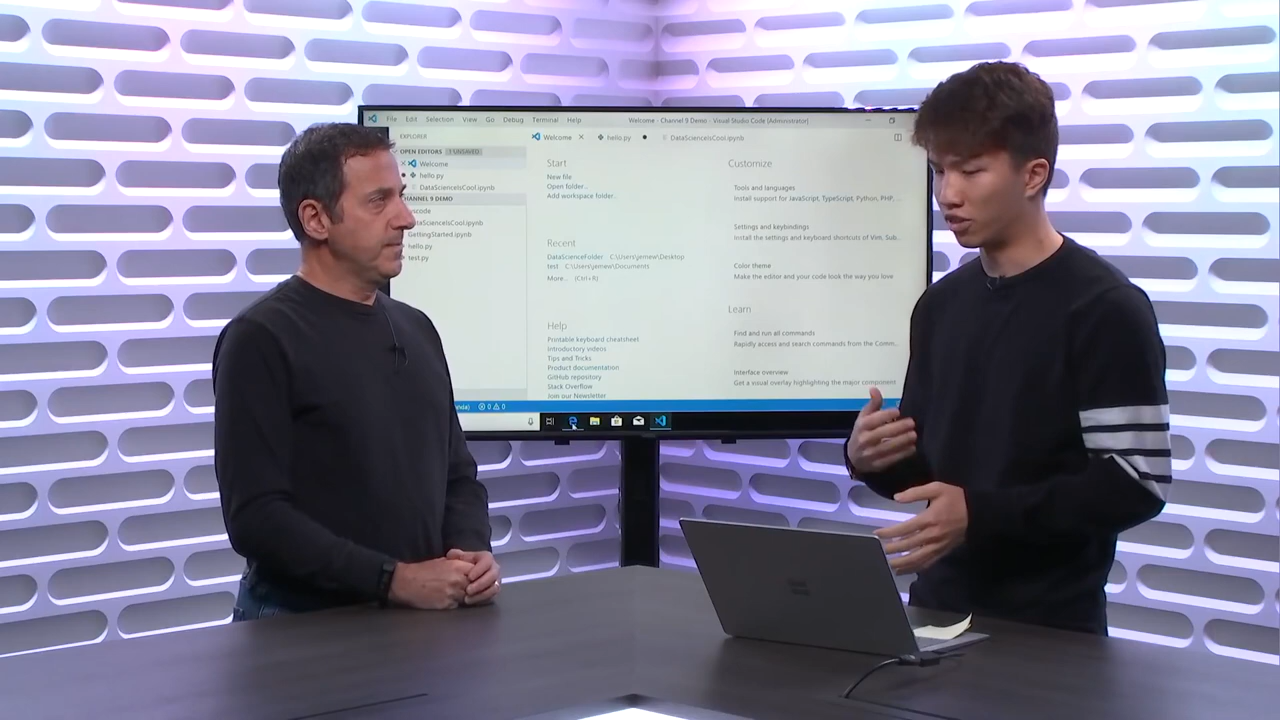 File Edit Selection View Go Debug Terminal Help Welcome - Channel 9 Demo - Visual Studio Code [Administrator]
EXPLORER
OPEN EDITORS 1 UNSAVED
Welcome
hello.py
DataScienceIsCool.ipynb
HANNEL 9 DEMO
vscode
DataScienceIsCool.ipynb
GettingStarted.ipynb
hello.py
test.py
Welcome hello.py DataScienceIsCool.ipynb
Start
New file
Open folder...
Add workspace folder...
Recent
DataScienceFolder C:\Users\yemew\Desktop
test C:\Users\yemew\Documents
More... (Ctrl+R)
Help
Printable keyboard cheatsheet
Introductory videos
Tips and Tricks
Product documentation
GitHub repository
Stack Overflow
Join our Newsletter
Customize
Tools and languages
Install support for JavaScript, TypeScript, Python, PHP, ...
Settings and keybindings
Install the settings and keyboard shortcuts of Vim, Sub...
Color theme
Make the editor and your code look the way you love
Learn
Find and run all commands
Rapidly access and search commands from the Comm...
Interface overview
Get a visual overlay highlighting the major component
nda) 0 0